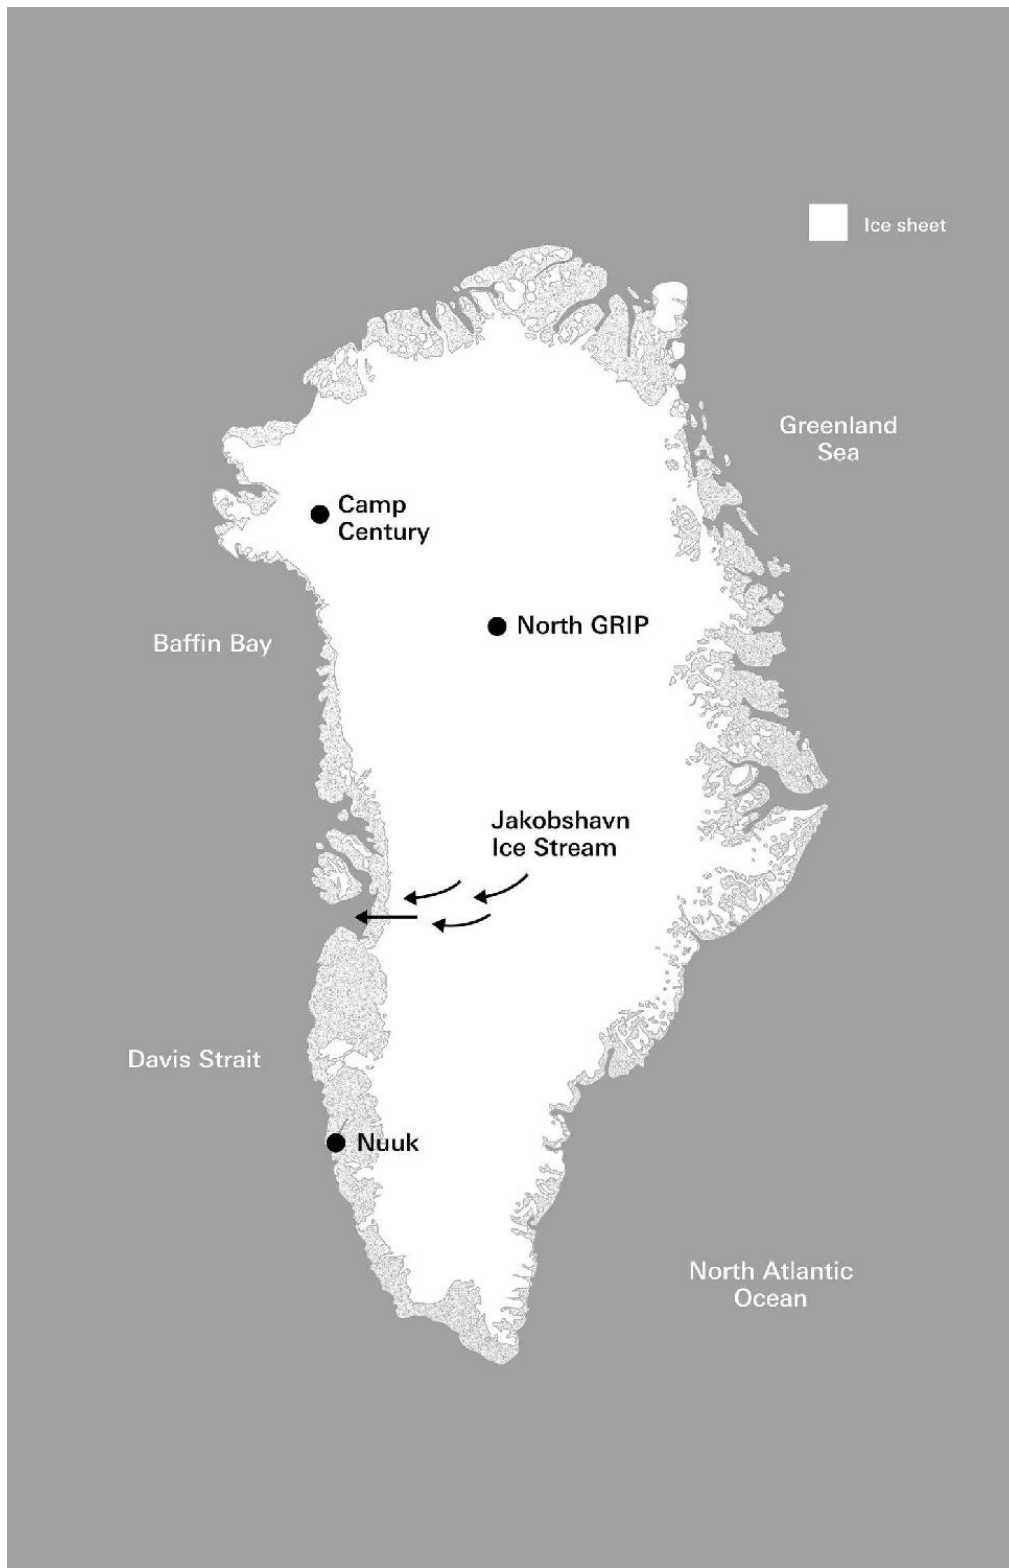 Ice sheet
Greenland
Sea
Camp
Century
North GRIP
Baffin Bay
Jakobshavn
Ice Stream
Davis Strait
Nuuk
North Atlantic
Ocean